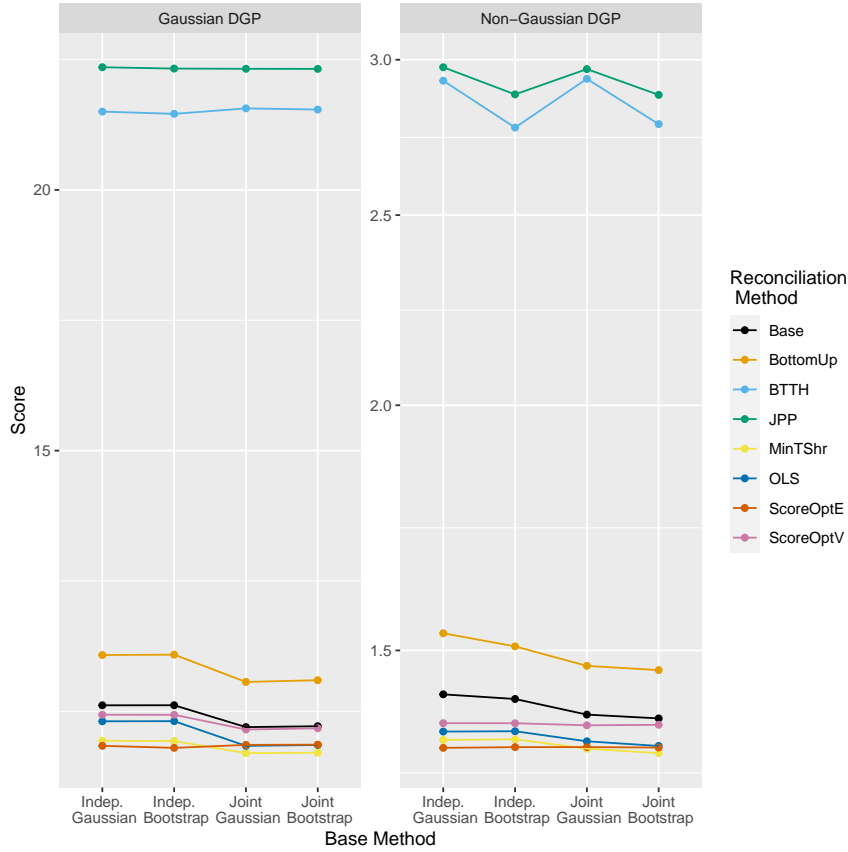 Gaussian DGP
Non−Gaussian DGP
20
15
3.0
2.5
2.0
1.5
Score
Indep.
Gaussian
Indep.
Bootstrap
Joint
Gaussian
Joint
Bootstrap
Indep.
Gaussian
Indep.
Bootstrap
Joint
Gaussian
Joint
Bootstrap
Base Method
Reconciliation
Method
Base
BottomUp
BTTH
JPP
MinTShr
OLS
ScoreOptE
ScoreOptV